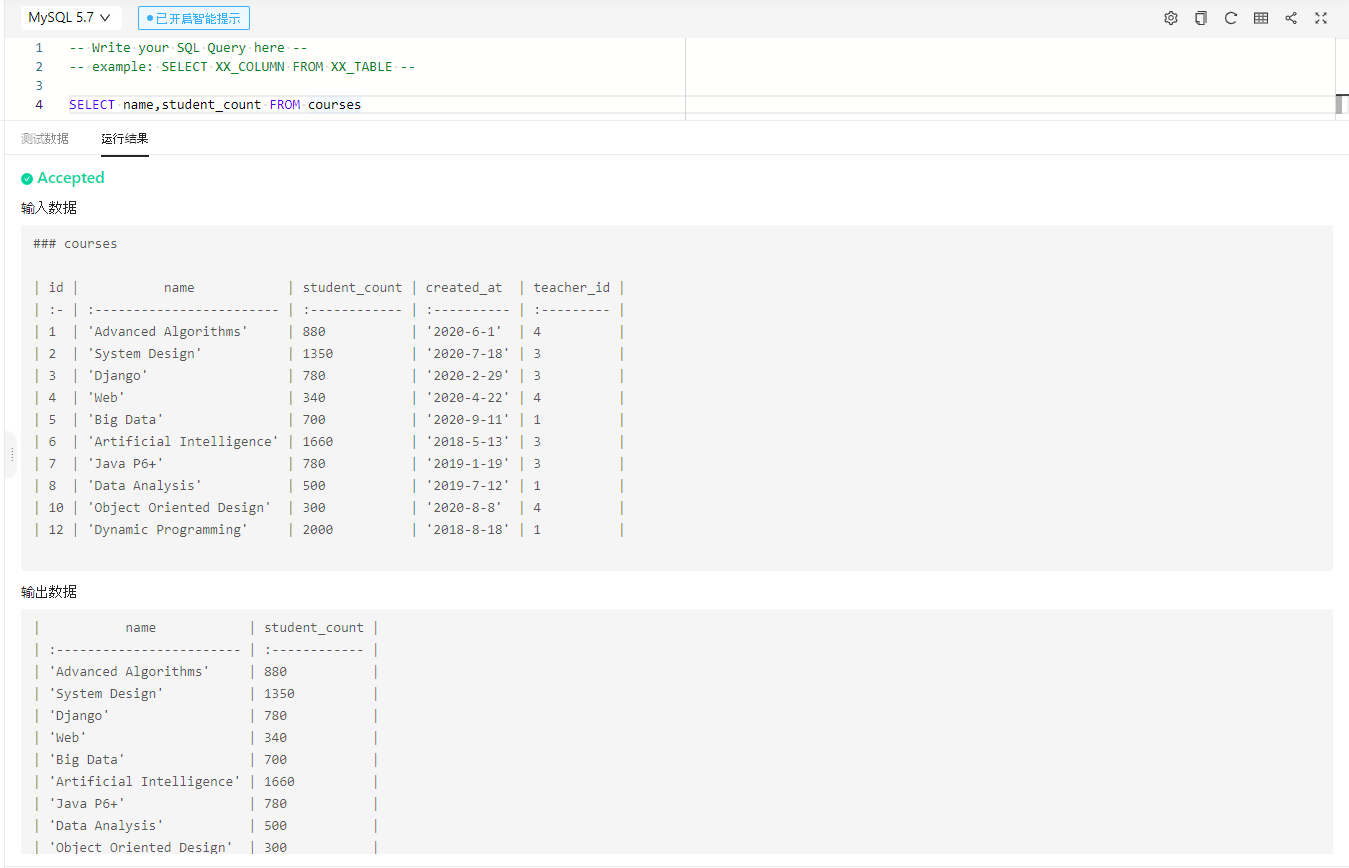 MySQL 5.7 已开启智能提示
1 -- Write your SQL Query here --
2 -- example: SELECT XX_COLUMN FROM XX_TABLE --
3
4 SELECT name,student_count FROM courses
测试数据 运行结果
Accepted
输入数据
### courses
| id | name | student_count | created_at | teacher_id |
| :- | :------------------------ | :------------ | :---------- | :--------- |
| 1 | 'Advanced Algorithms' | 880 | '2020-6-1' | 4 |
| 2 | 'System Design' | 1350 | '2020-7-18' | 3 |
| 3 | 'Django' | 780 | '2020-2-29' | 3 |
| 4 | 'Web' | 340 | '2020-4-22' | 4 |
| 5 | 'Big Data' | 700 | '2020-9-11' | 1 |
| 6 | 'Artificial Intelligence' | 1660 | '2018-5-13' | 3 |
| 7 | 'Java P6+' | 780 | '2019-1-19' | 3 |
| 8 | 'Data Analysis' | 500 | '2019-7-12' | 1 |
| 10 | 'Object Oriented Design' | 300 | '2020-8-8' | 4 |
| 12 | 'Dynamic Programming' | 2000 | '2018-8-18' | 1 |
输出数据
| name | student_count |
| :------------------------ | :------------ |
| 'Advanced Algorithms' | 880 |
| 'System Design' | 1350 |
| 'Django' | 780 |
| 'Web' | 340 |
| 'Big Data' | 700 |
| 'Artificial Intelligence' | 1660 |
| 'Java P6+' | 780 |
| 'Data Analysis' | 500 |
| 'Object Oriented Design' | 300 |